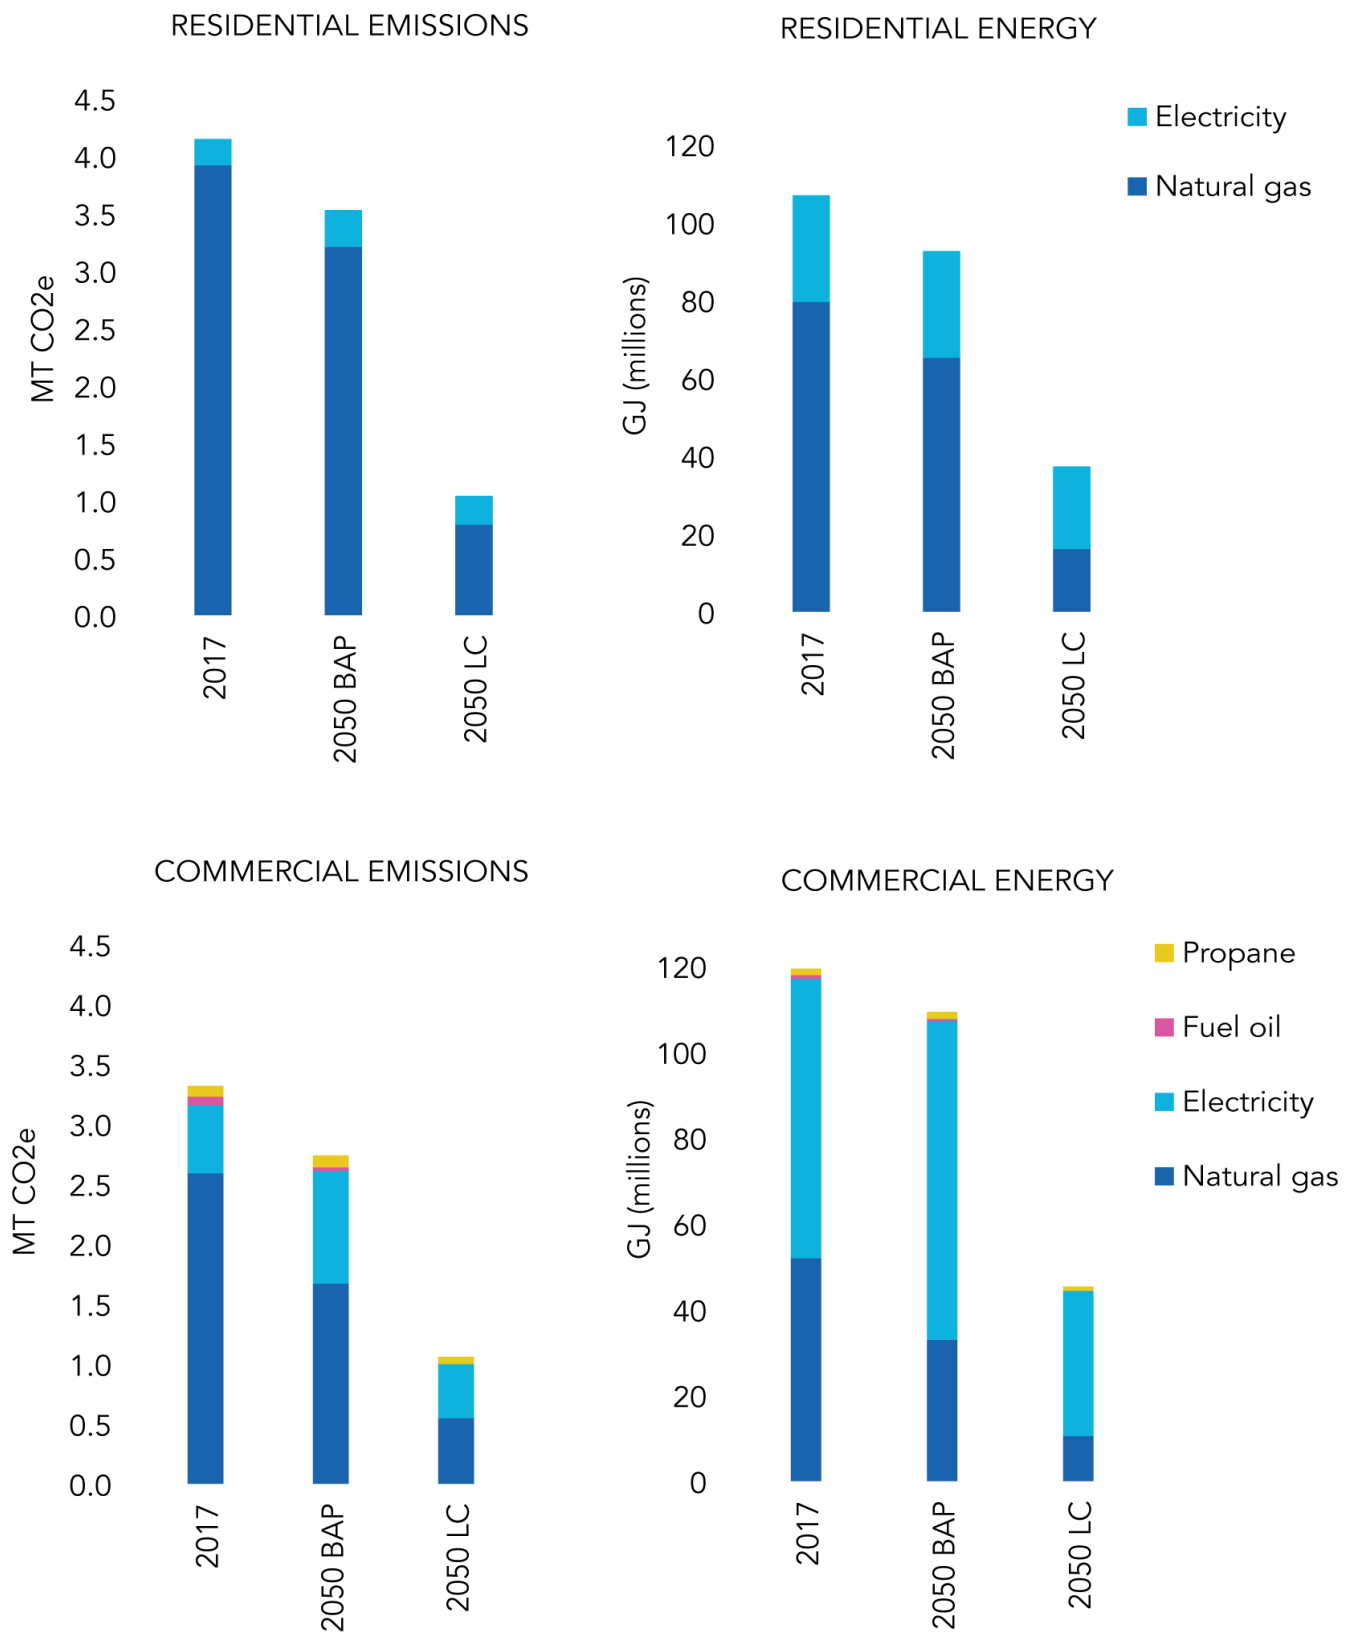 RESIDENTIAL EMISSIONS
4.5
4.0
3.5
3.0
2.5
2.0
1.5
1.0
0.5
0.0
MT CO2e
2017
2050 BAP
2050 LC
RESIDENTIAL ENERGY
120
100
80
60
40
20
0
GJ (millions)
2017
2050 BAP
2050 LC
Electricity
Natural gas
COMMERCIAL EMISSIONS
4.5
4.0
3.5
3.0
2.5
2.0
1.5
1.0
0.5
0.0
MT CO2e
2017
2050 BAP
2050 LC
COMMERCIAL ENERGY
120
100
80
60
40
20
0
GJ (millions)
2017
2050 BAP
2050 LC
Propane
Fuel oil
Electricity
Natural gas